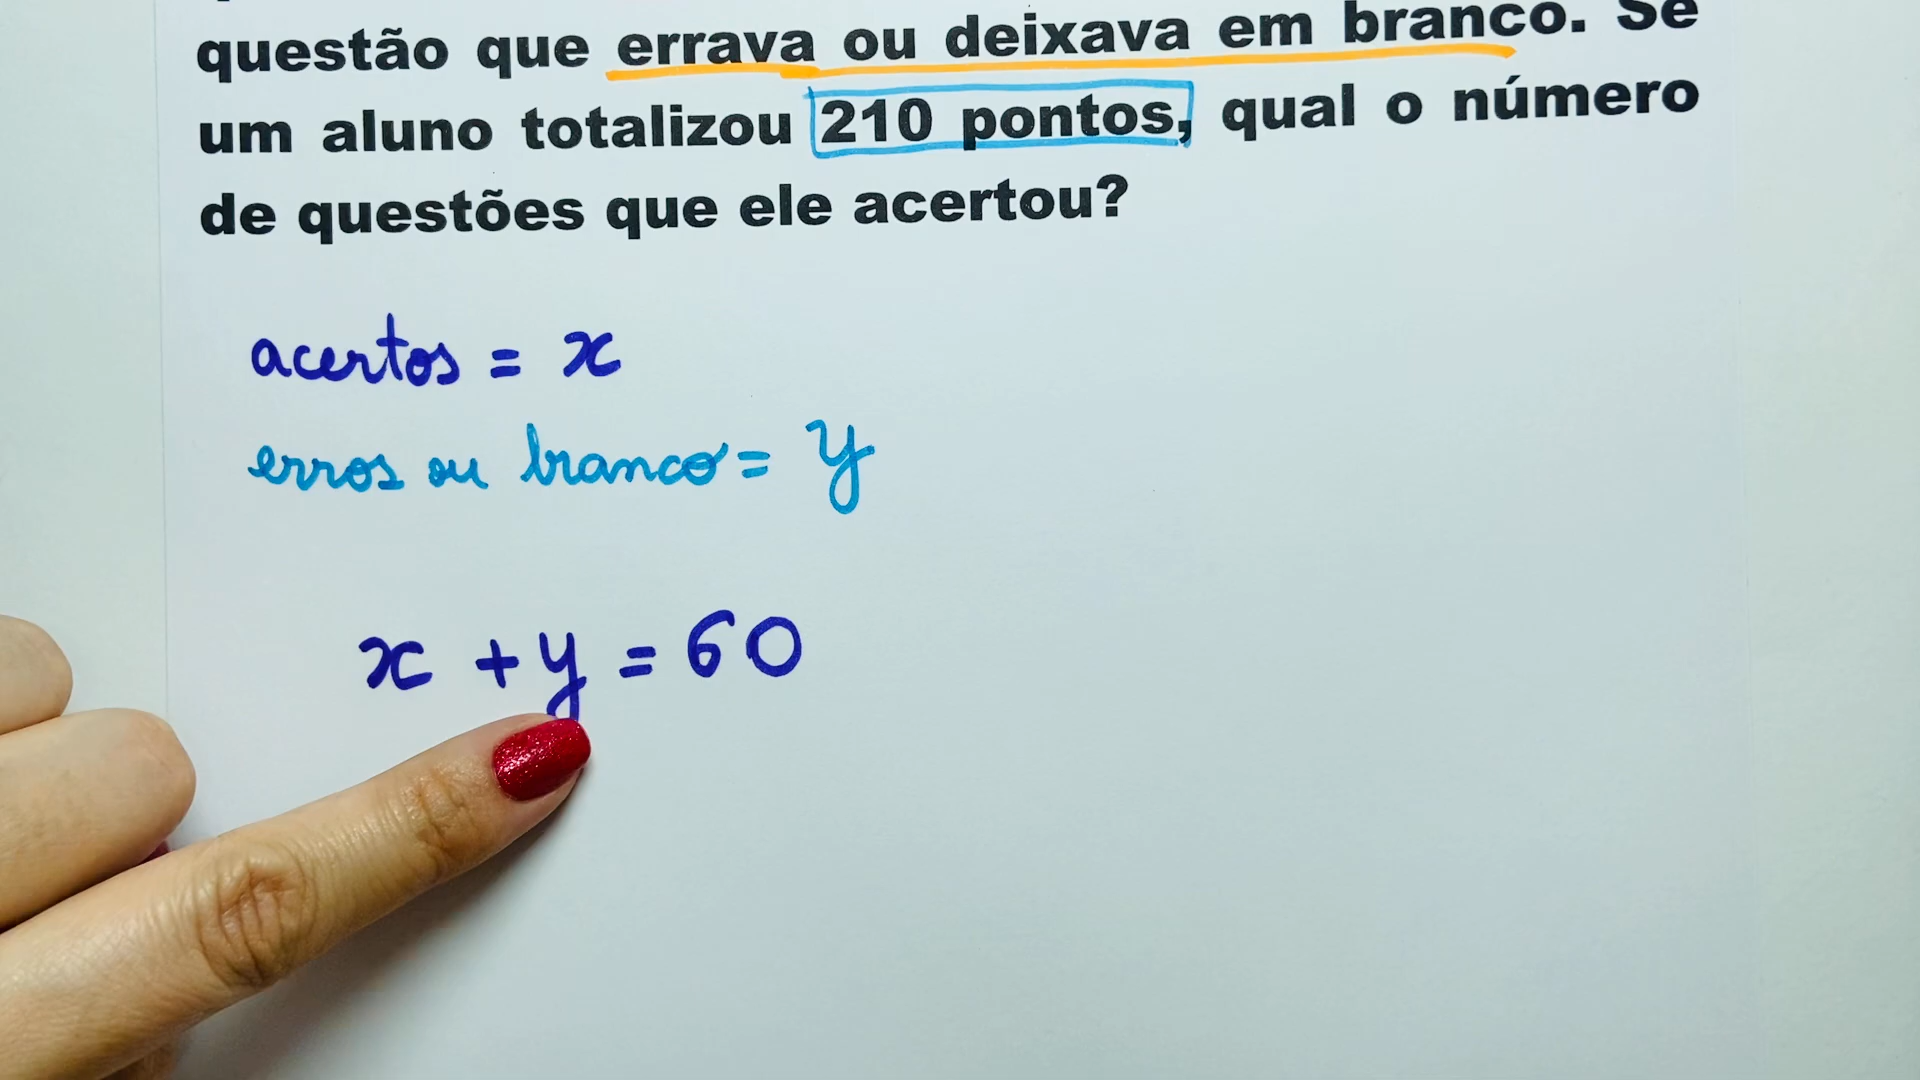 questão que errava ou deixava em branco. Se
um aluno totalizou 210 pontos, qual o número
de questões que ele acertou?
acertos = x
erros ou branco = y
x + y = 60